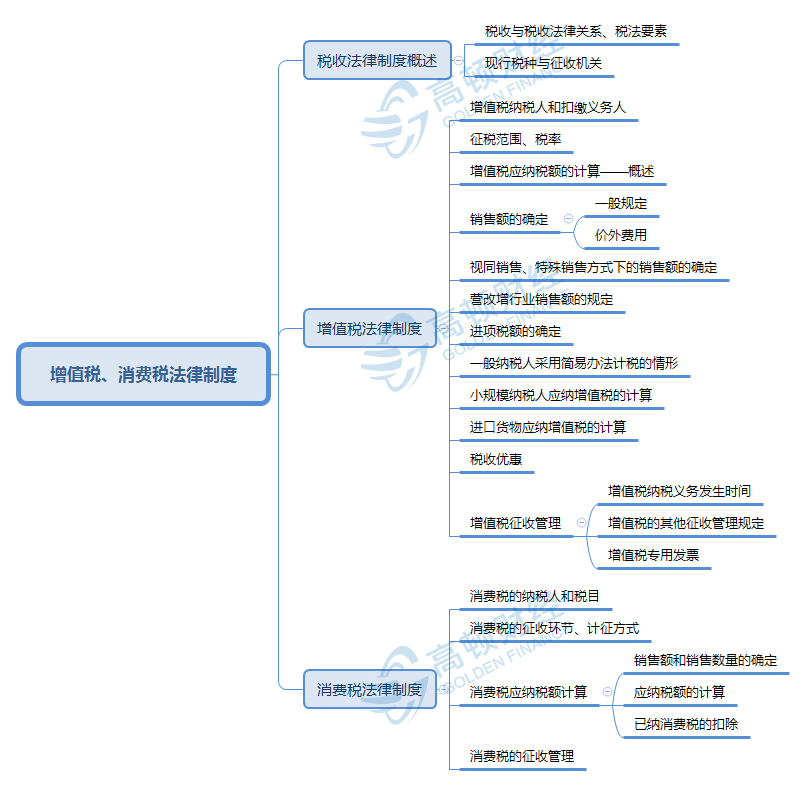 增值税、消费税法律制度
税收法律制度概述
税收与税收法律关系、税法要素
现行税种与征收机关
增值税法律制度
增值税纳税人和扣缴义务人
征税范围、税率
增值税应纳税额的计算——概述
销售额的确定
一般规定
价外费用
视同销售、特殊销售方式下的销售额的确定
营改增行业销售额的规定
进项税额的确定
一般纳税人采用简易办法计税的情形
小规模纳税人应纳增值税的计算
进口货物应纳增值税的计算
税收优惠
增值税征收管理
增值税纳税义务发生时间
增值税的其他征收管理规定
增值税专用发票
消费税法律制度
消费税的纳税人和税目
消费税的征收环节、计征方式
消费税应纳税额计算
销售额和销售数量的确定
应纳税额的计算
已纳消费税的扣除
消费税的征收管理
高顿财经
GOLDEN FINANCE
高顿财经
GOLDEN FINANCE
高顿财经
GOLDEN FINANCE